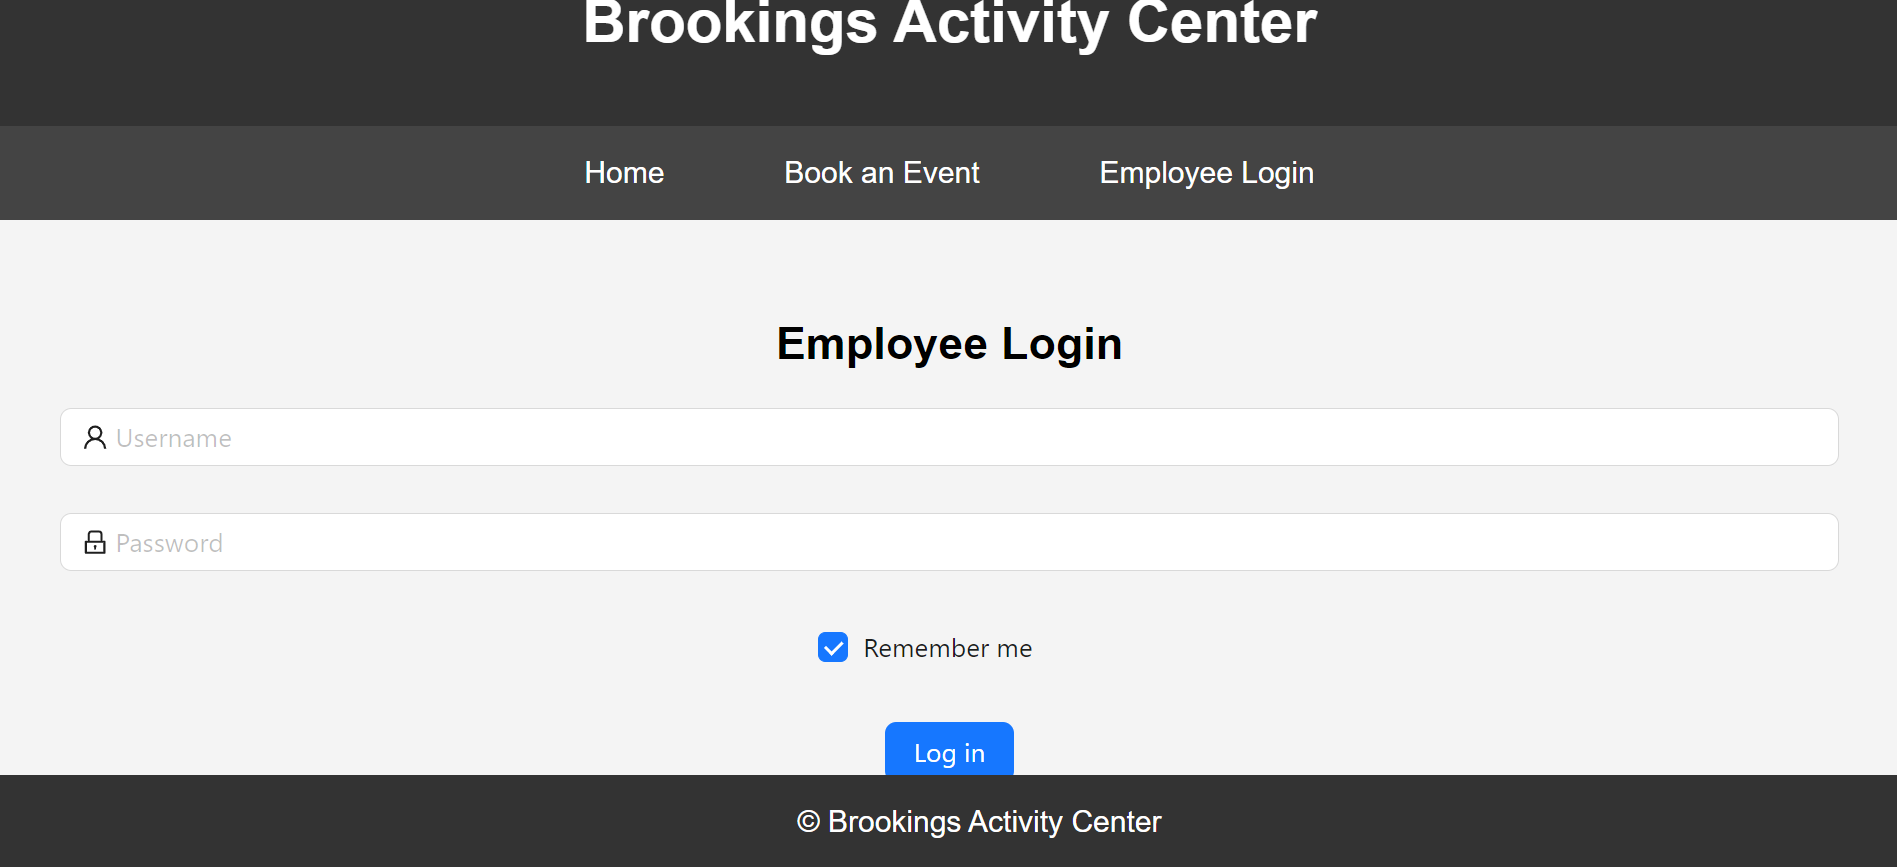 Brookings Activity Center
Home Book an Event Employee Login
Employee Login
Username
Password
Remember me
Log in
© Brookings Activity Center